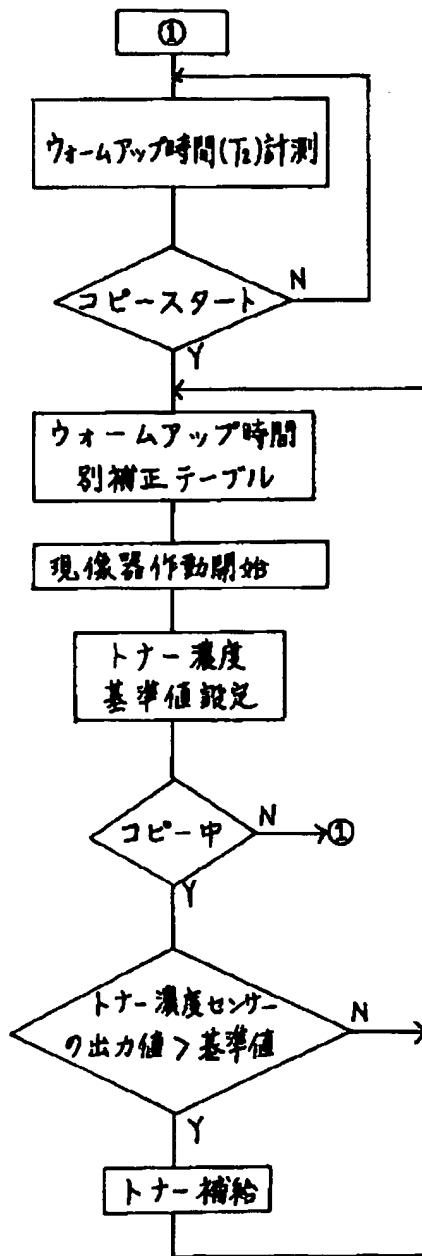 ①
ウォームアップ時間(T₂)計測
コピースタート
N
Y
ウォームアップ時間
別補正テーブル
現像器作動開始
トナー濃度
基準値設定
コピー中
N
①
Y
トナー濃度センサー
の出力値>基準値
N
Y
トナー補給